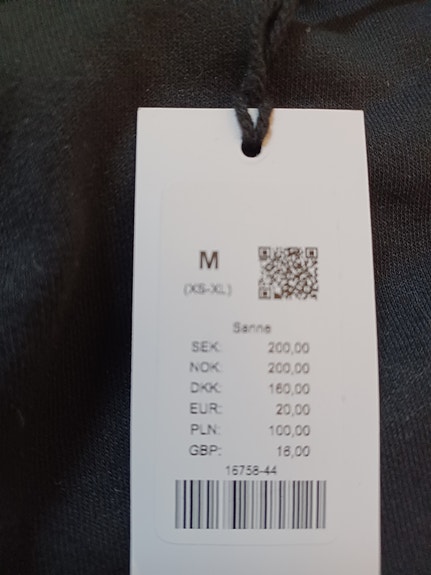 M
(XS-XL)
Sanne
SEK: 200,00
NOK: 200,00
DKK: 160,00
EUR: 20,00
PLN: 100,00
GBP: 18,00
16758-44